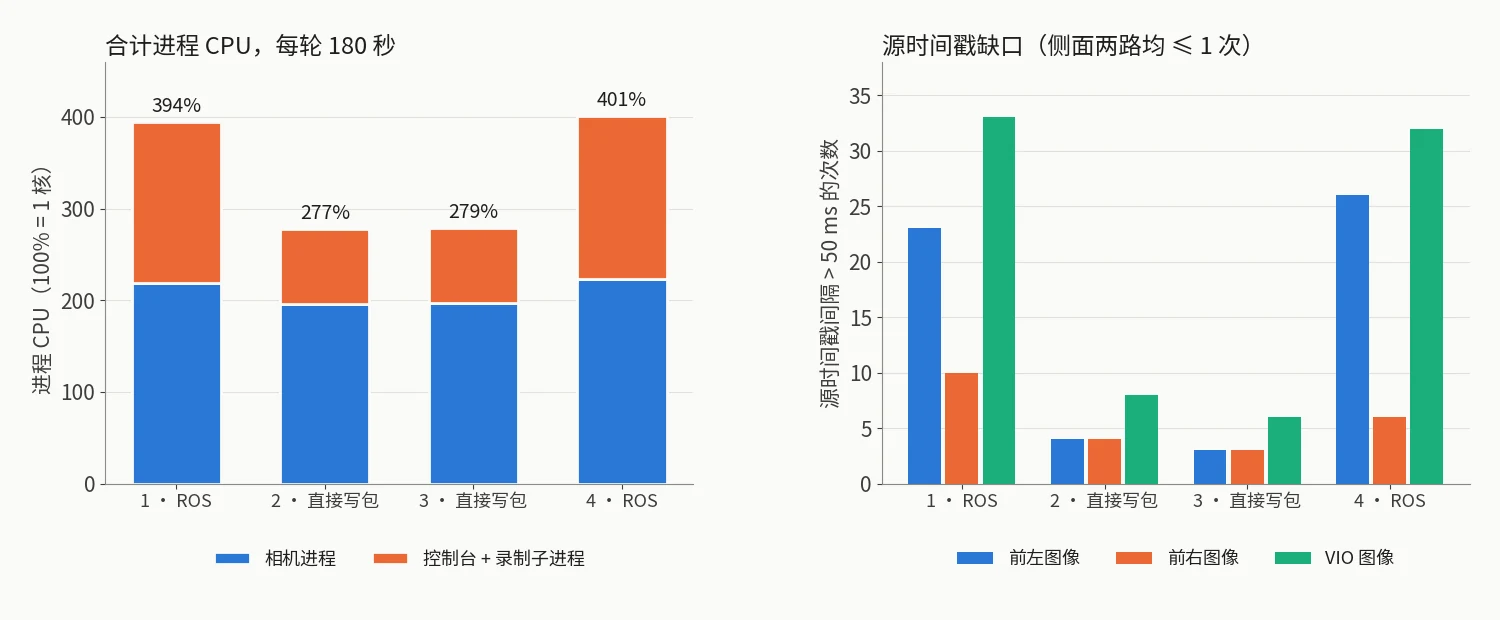 合计进程 CPU，每轮 180 秒
进程 CPU（100% = 1 核）
400
300
200
100
0
394%
277%
279%
401%
1 · ROS
2 · 直接写包
3 · 直接写包
4 · ROS
相机进程
控制台 + 录制子进程
源时间戳缺口（侧面两路均 ≤ 1 次）
源时间戳间隔 > 50 ms 的次数
35
30
25
20
15
10
5
0
1 · ROS
2 · 直接写包
3 · 直接写包
4 · ROS
前左图像
前右图像
VIO 图像